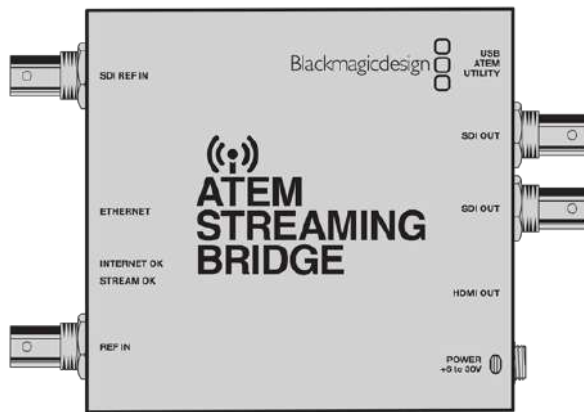 Blackmagicdesign
USB
ATEM
UTILITY
SDI REF IN
SDI OUT
ATEM
STREAMING
BRIDGE
ETHERNET
SDI OUT
INTERNET OK
STREAM OK
HDMI OUT
REF IN
POWER
+6 to 30V